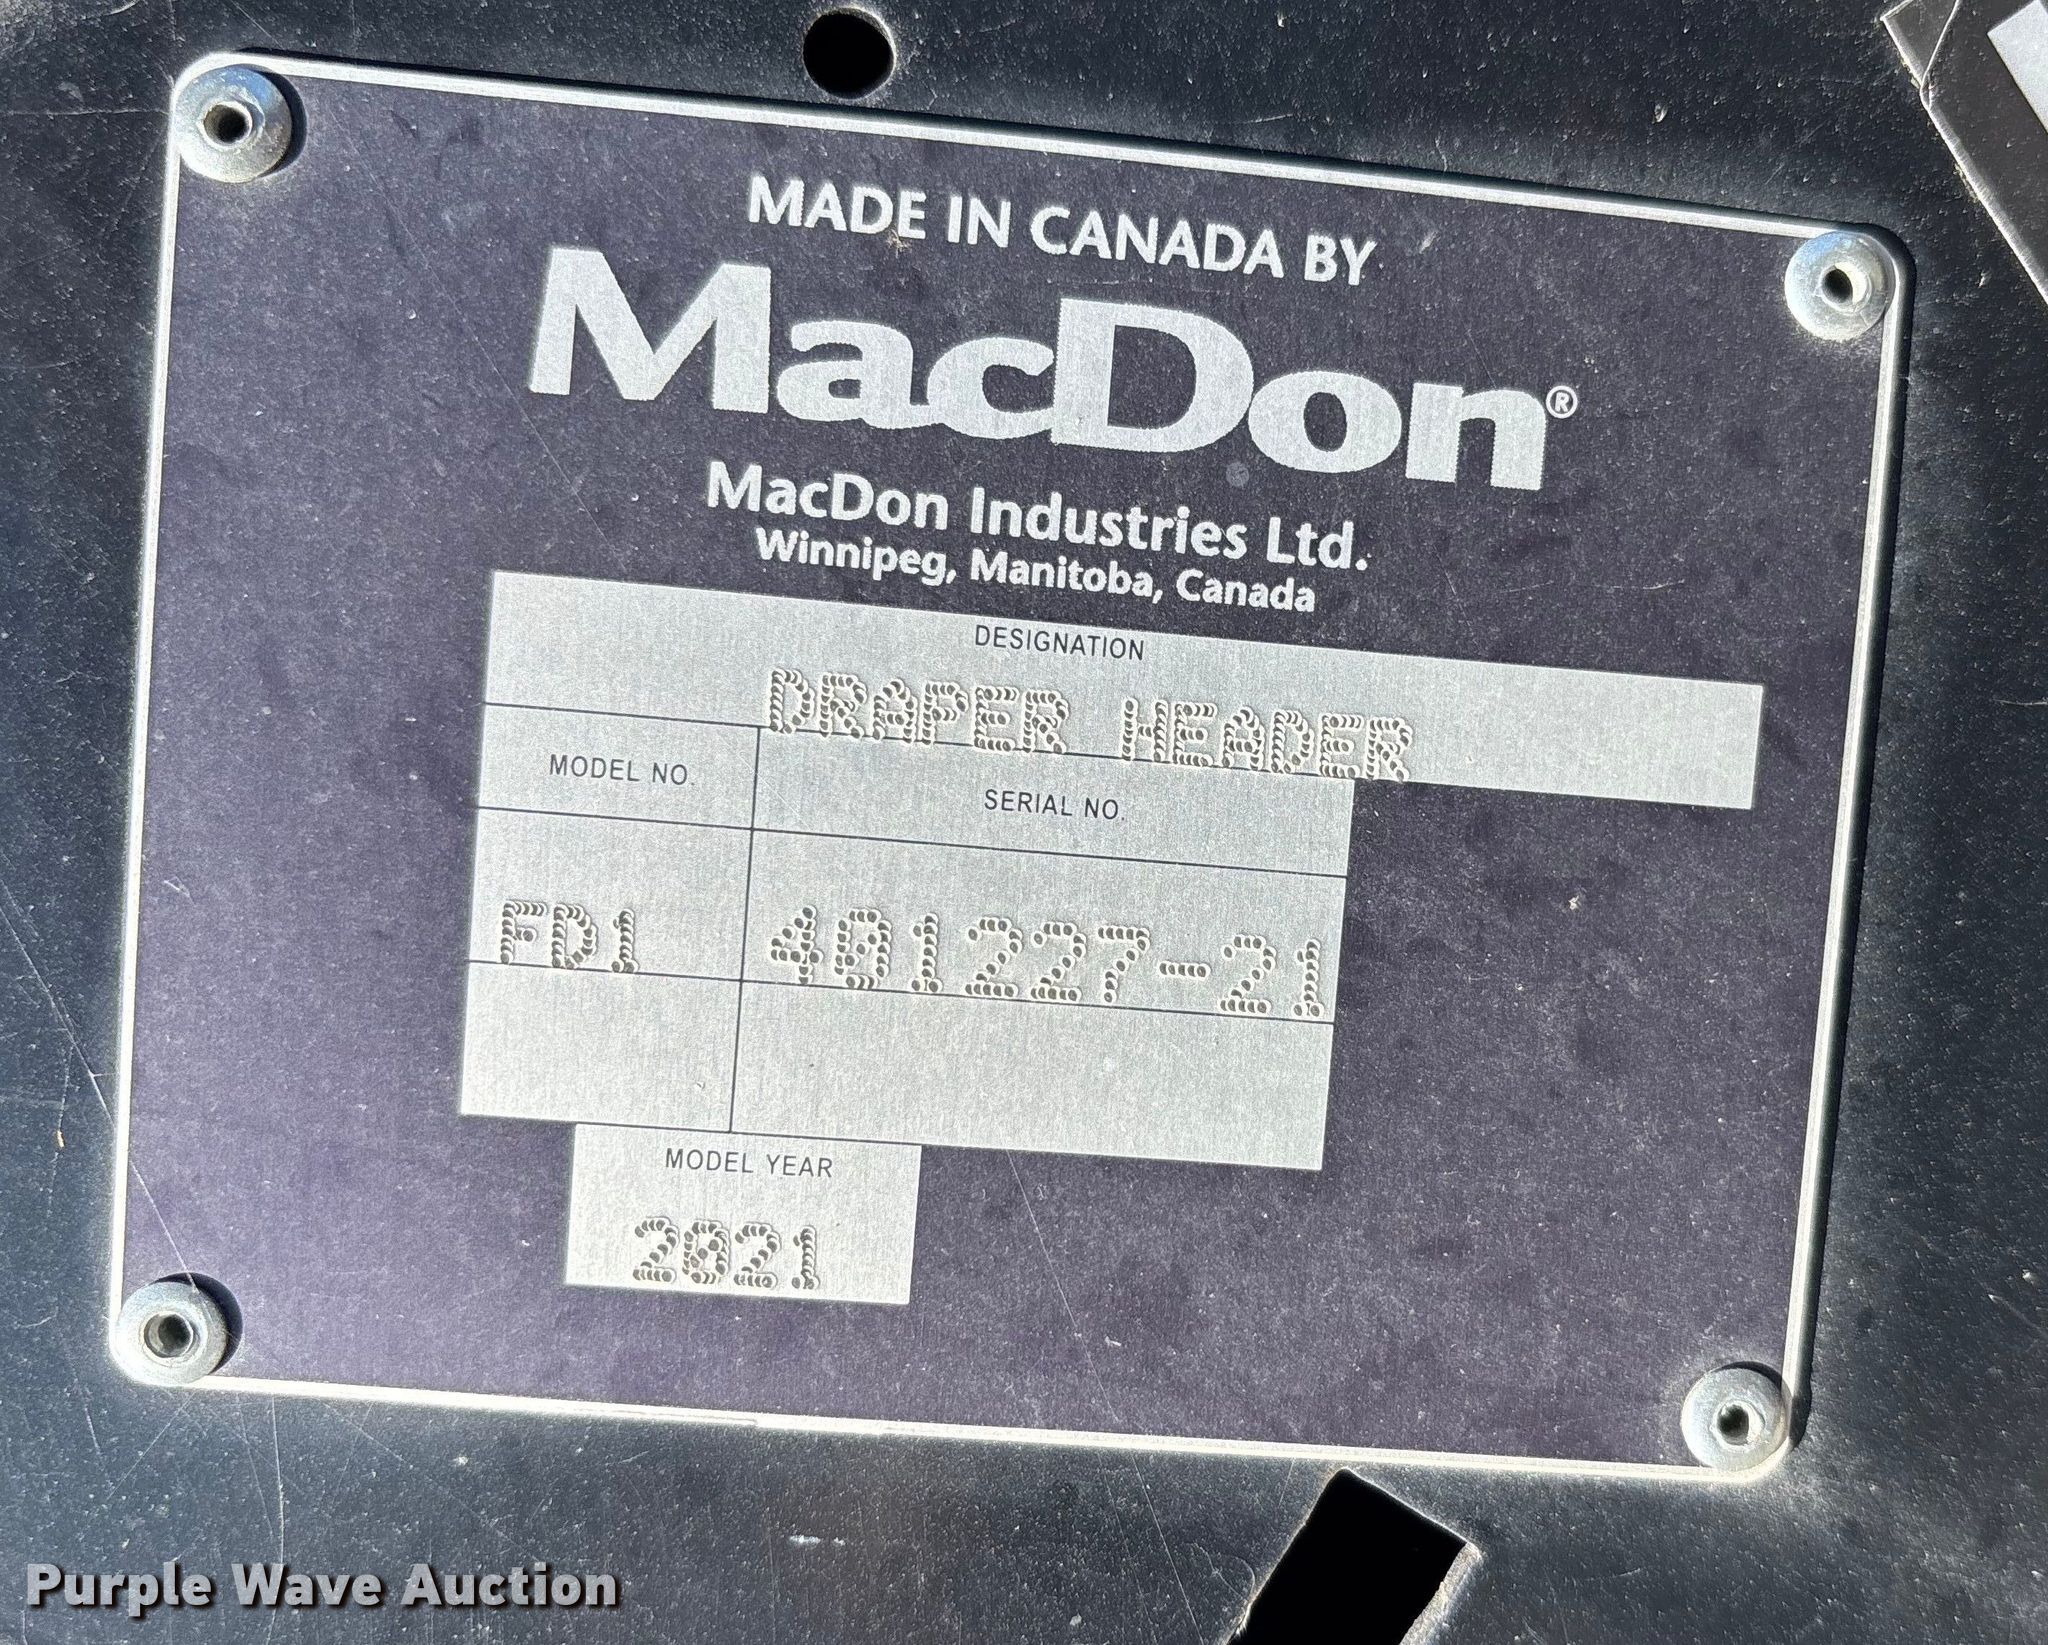 MADE IN CANADA BY
MacDon®
MacDon Industries Ltd.
Winnipeg, Manitoba, Canada
DESIGNATION
DRAPER HEADER
MODEL NO.
SERIAL NO.
FD1
401227-21
MODEL YEAR
2021
Purple Wave Auction